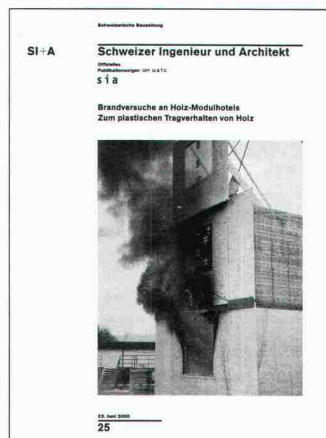 Schweizerische Bauzeitung
SI+A
Schweizer Ingenieur und Architekt
Offizielles
Publikationsorgan
sia
Brandversuche an Holz-Modulhotels
Zum plastischen Tragverhalten von Holz
23. Juni 2000
25